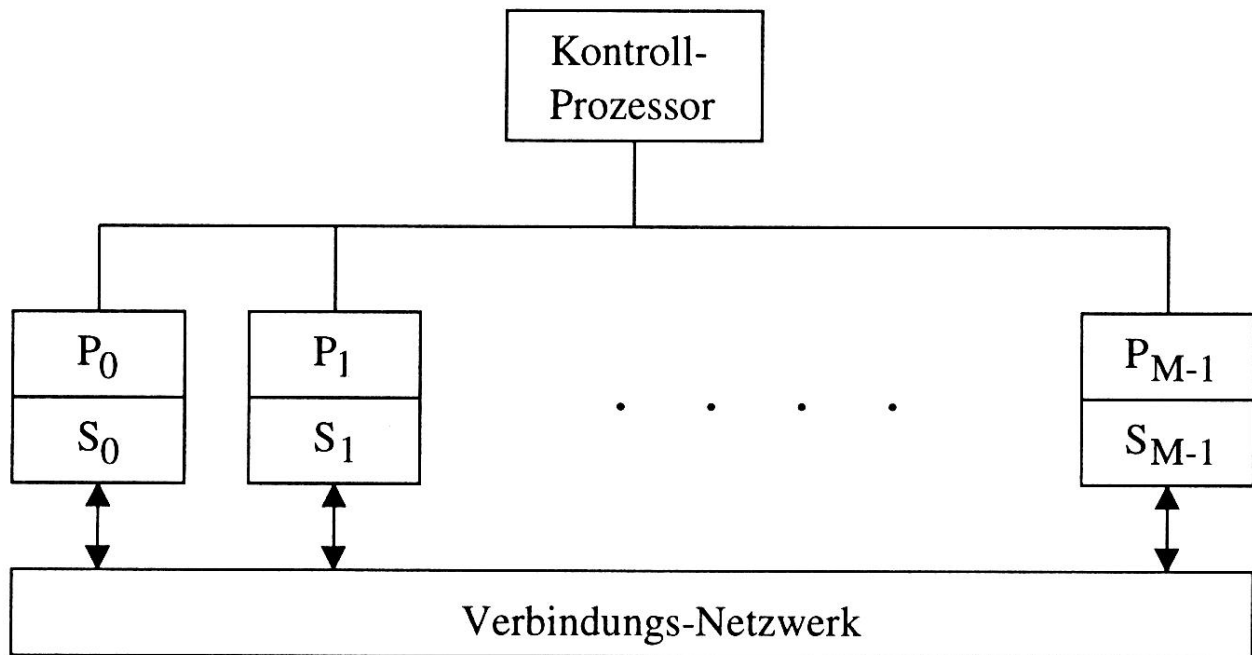 Kontroll-
Prozessor
P0 P1 PM-1
S0 S1 SM-1
Verbindungs-Netzwerk